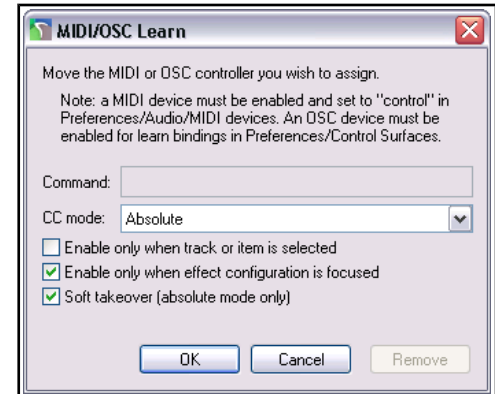 MIDI/OSC Learn
Move the MIDI or OSC controller you wish to assign.
Note: a MIDI device must be enabled and set to "control" in
Preferences/Audio/MIDI devices. An OSC device must be
enabled for learn bindings in Preferences/Control Surfaces.
Command:
CC mode: Absolute
Enable only when track or item is selected
Enable only when effect configuration is focused
Soft takeover (absolute mode only)
OK Cancel Remove